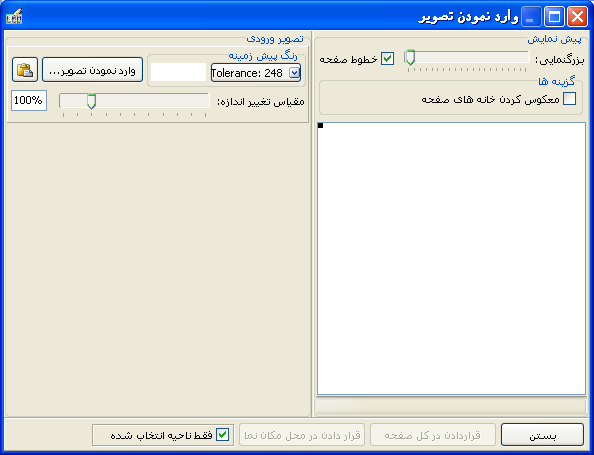 وارد نمودن تصویر
پیش نمایش
بزرگنمایی:
خطوط صفحه
گزینه ها
معکوس کردن خانه های صفحه
تصویر ورودی
رنگ پیش زمینه
Tolerance: 248
وارد نمودن تصویر...
مقیاس تغییر اندازه:
100%
بستن
قراردادن در کل صفحه
قرار دادن در محل مکان نما
فقط ناحیه انتخاب شده